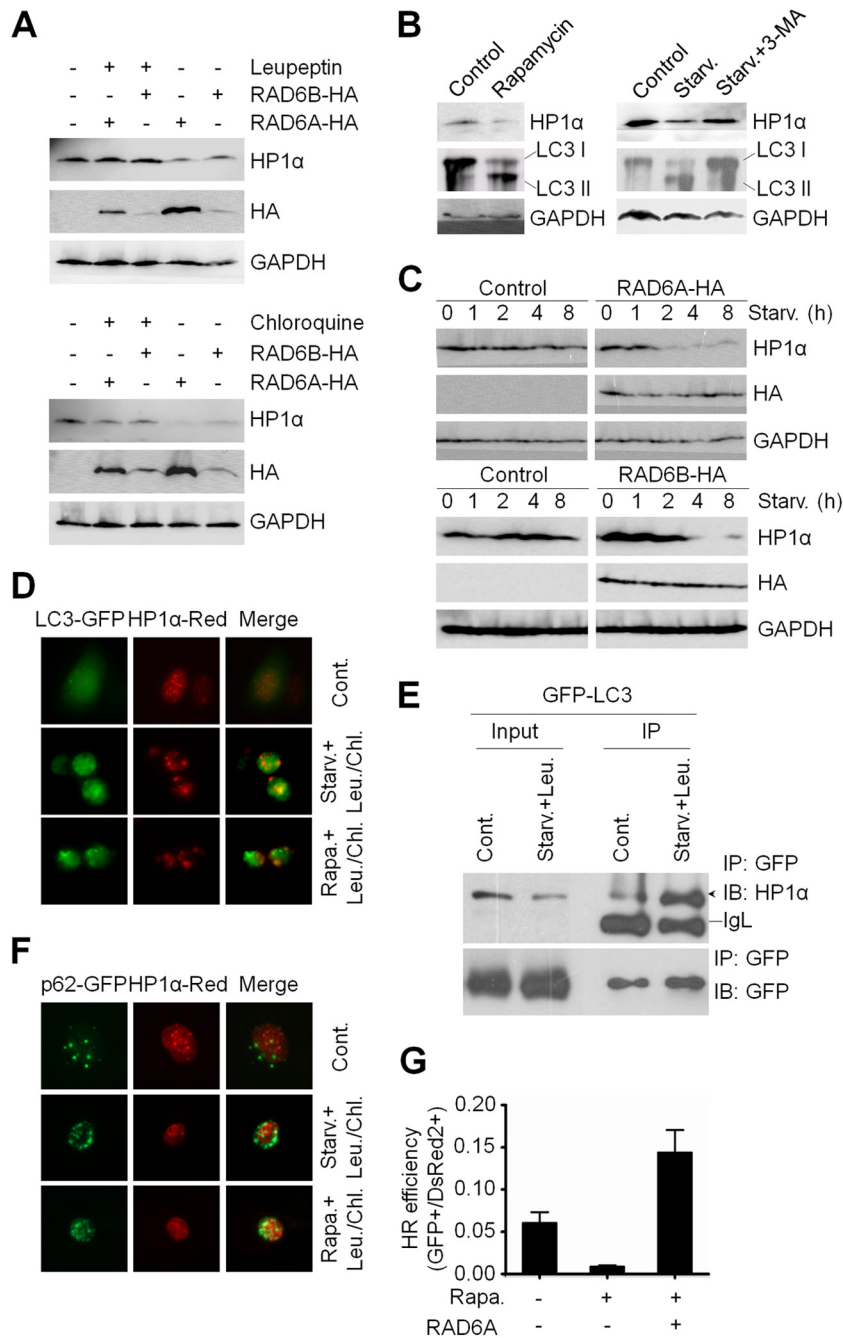 A
- + + - - Leupeptin
- - + - + RAD6B-HA
- + - + - RAD6A-HA
HP1α
HA
GAPDH
- + + - - Chloroquine
- - + - + RAD6B-HA
- + - + - RAD6A-HA
HP1α
HA
GAPDH
B
Control Rapamycin
HP1α
LC3 I
LC3 II
GAPDH
Control Starv. Starv.+3-MA
HP1α
LC3 I
LC3 II
GAPDH
C
Control RAD6A-HA
0 1 2 4 8 0 1 2 4 8 Starv. (h)
HP1α
HA
GAPDH
Control RAD6B-HA
0 1 2 4 8 0 1 2 4 8 Starv. (h)
HP1α
HA
GAPDH
D
LC3-GFP HP1α-Red Merge
Cont.
Starv.+
Leu./Chl.
Rapa.+
Leu./Chl.
E
GFP-LC3
Input IP
Cont. Starv.+Leu. Cont. Starv.+Leu.
IP: GFP
IB: HP1α
IgL
IP: GFP
IB: GFP
F
p62-GFP HP1α-Red Merge
Cont.
Starv.+
Leu./Chl.
Rapa.+
Leu./Chl.
G
HR efficiency
(GFP+/DsRed2+)
0.20
0.15
0.10
0.05
0.00
Rapa. - + +
RAD6A +